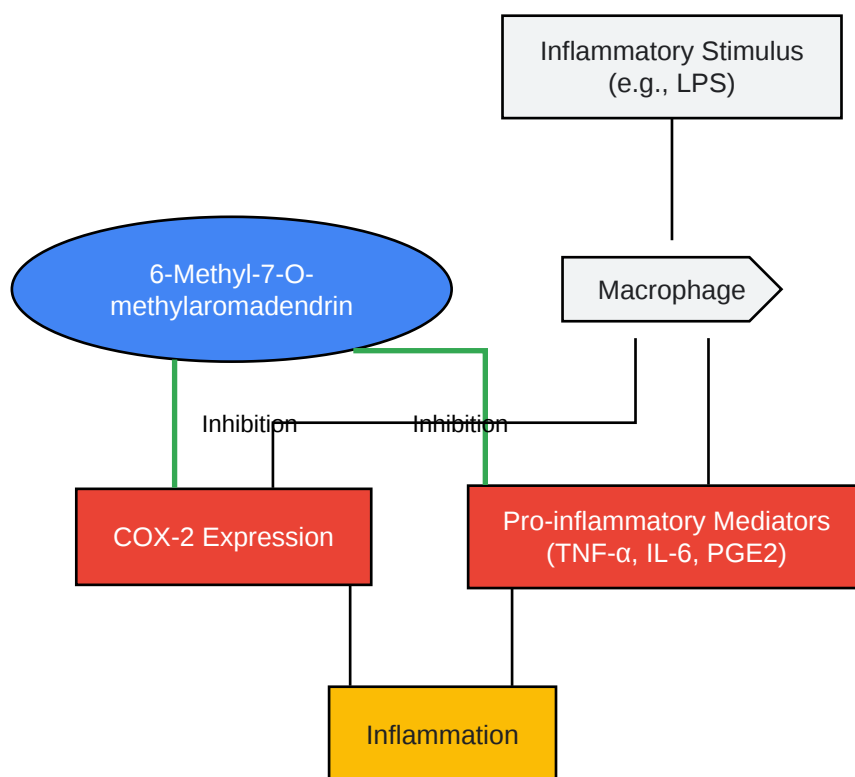 Inflammatory Stimulus
(e.g., LPS)
6-Methyl-7-O-
methylaromadendrin
Macrophage
Inhibition
Inhibition
COX-2 Expression
Pro-inflammatory Mediators
(TNF-α, IL-6, PGE2)
Inflammation